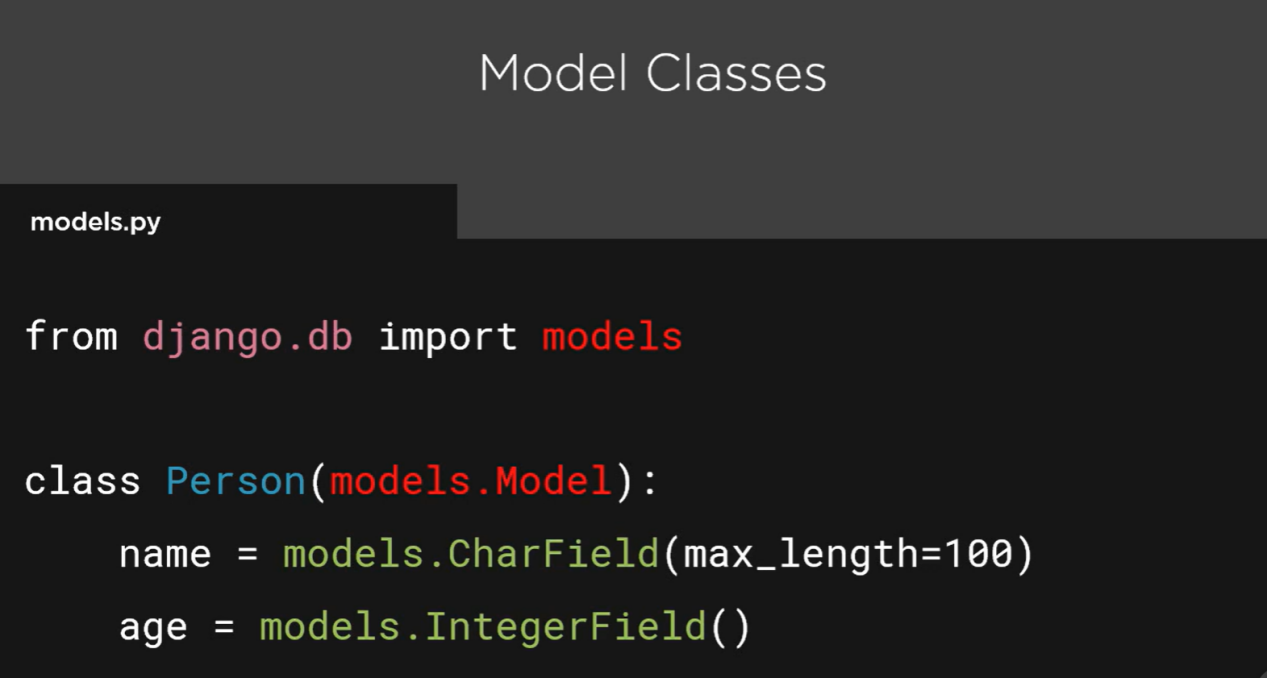 Model Classes
models.py
from django.db import models
class Person(models.Model):
    name = models.CharField(max_length=100)
    age = models.IntegerField()